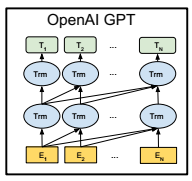 OpenAI GPT
T1 T2 ... TN
Trm Trm ... Trm
Trm Trm ... Trm
E1 E2 ... EN